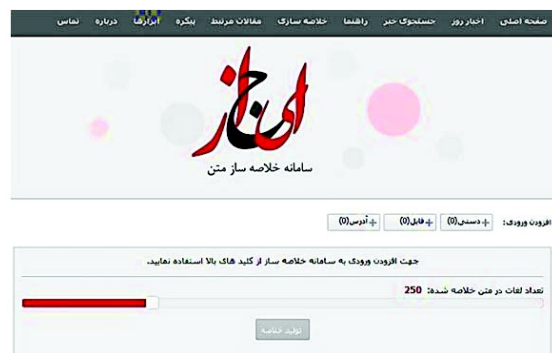 صفحه اصلی اخبار روز جستجوی خبر راهنما خلاصه سازی مقالات مرتبط پیکره ابزارها درباره تماس
ایجاز
سامانه خلاصه ساز متن
افزودن ورودی: + دستی(0) + فایل(0) + آدرس(0)
جهت افزودن ورودی به سامانه خلاصه ساز از کلید های بالا استفاده نمایید.
تعداد لغات در متن خلاصه شده: 250
تولید خلاصه